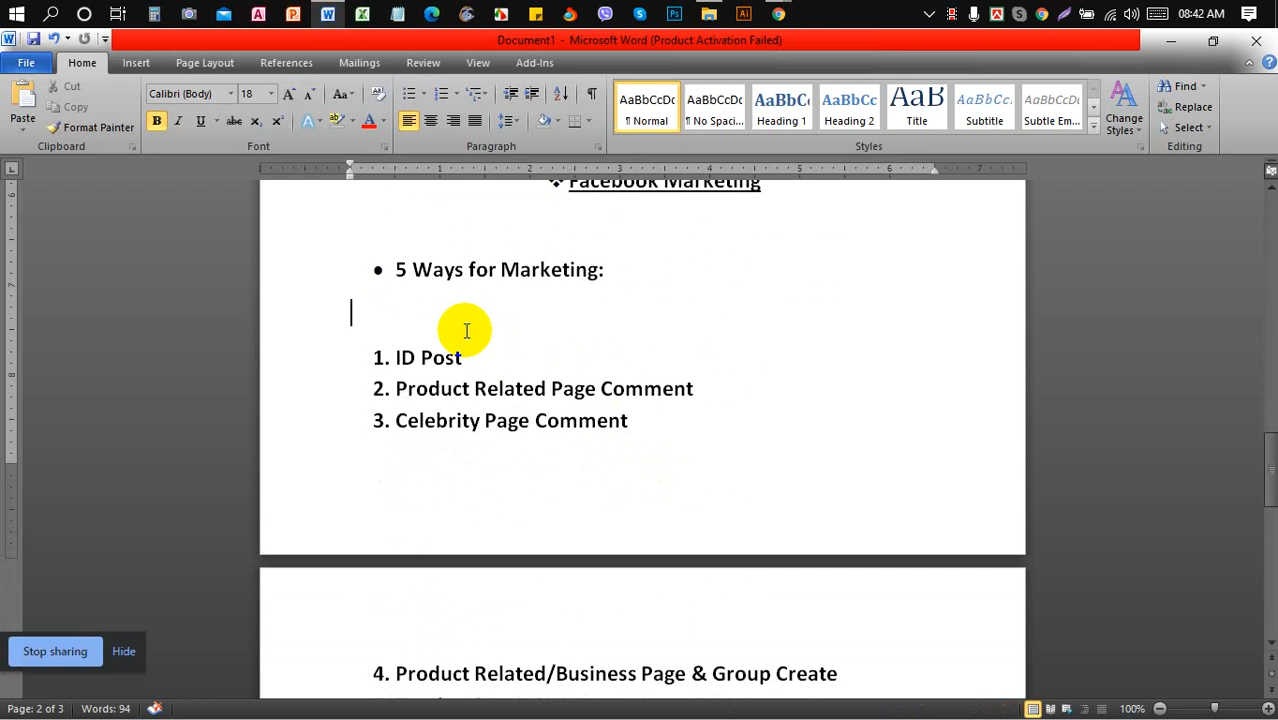 08:42 AM
Document1 - Microsoft Word (Product Activation Failed)
File Home Insert Page Layout References Mailings Review View Add-Ins
Paste
Cut
Copy
Format Painter
Clipboard
Calibri (Body) 18
Font
Paragraph
AaBbCcDc AaBbCcDc AaBbC AaBbCc AaB AaBbCc. AaBbCcDc
¶ Normal ¶ No Spaci... Heading 1 Heading 2 Title Subtitle Subtle Em...
Change
Styles
Styles
Find
Replace
Select
Editing
Facebook Marketing
• 5 Ways for Marketing:
1. ID Post
2. Product Related Page Comment
3. Celebrity Page Comment
4. Product Related/Business Page & Group Create
Stop sharing Hide
Page: 2 of 3 Words: 94 100%